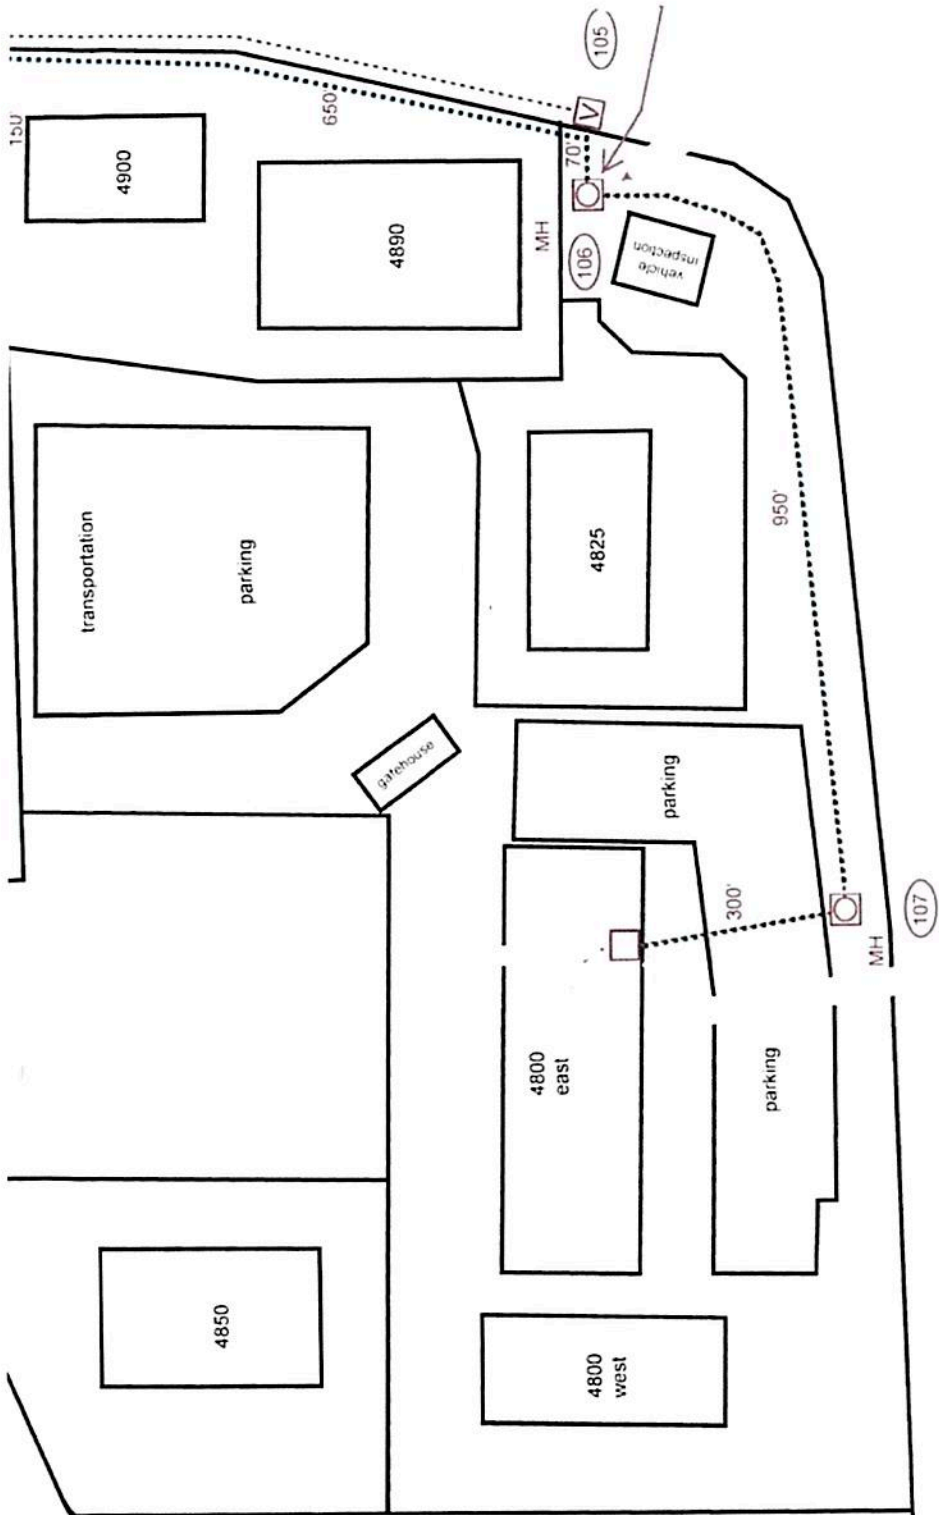 150'
4900
650'
4890
transportation
parking
4850
gatehouse
MH
70'
V
105
106
vehicle
inspection
4825
4800
east
4800
west
parking
300'
parking
950'
MH
107